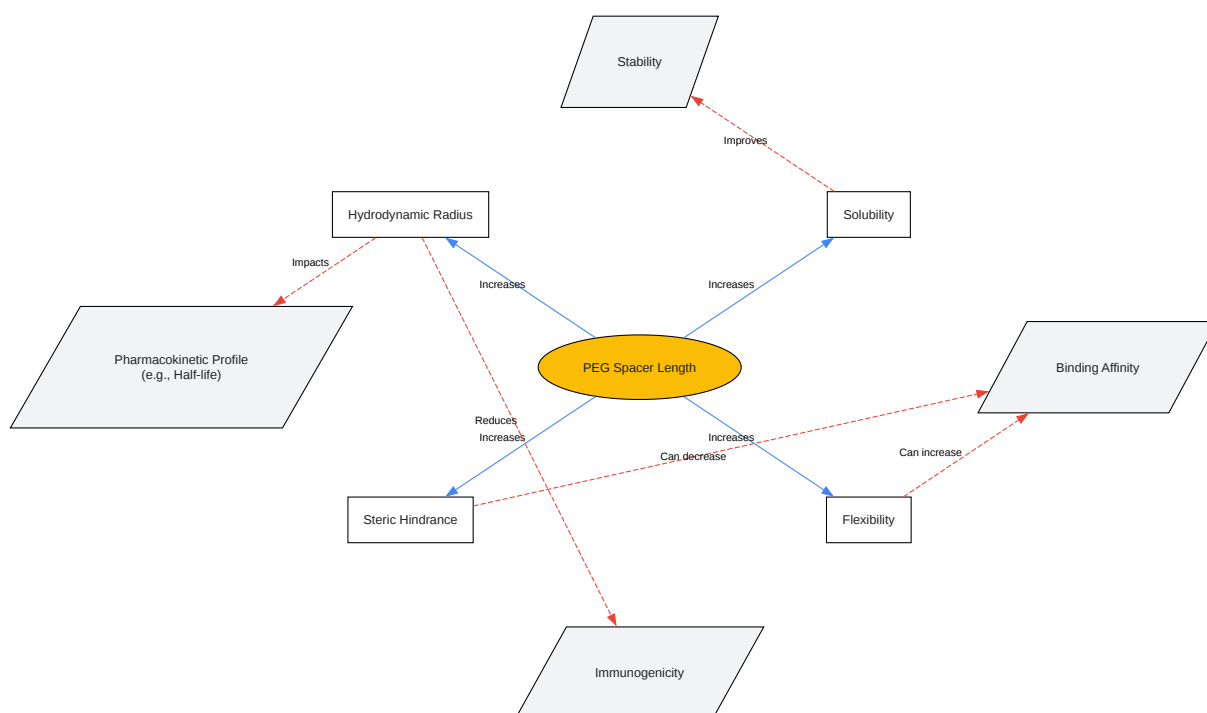 Stability
Improves
Hydrodynamic Radius
Solubility
Impacts
Increases
Increases
Pharmacokinetic Profile
(e.g., Half-life)
PEG Spacer Length
Binding Affinity
Reduces
Increases
Increases
Can decrease
Can increase
Steric Hindrance
Flexibility
Immunogenicity